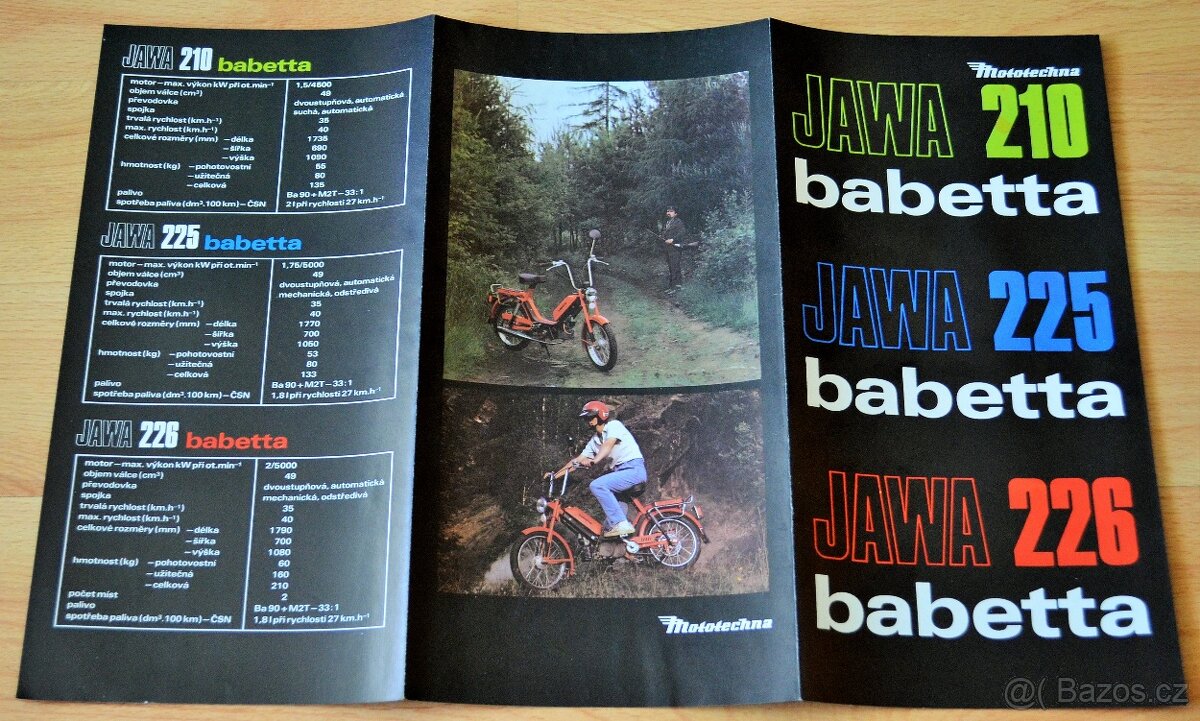 JAWA 210 babetta
motor – max. výkon kW při ot.min⁻¹ 1,5/4500
objem válce (cm³) 49
převodovka dvoustupňová, automatická
spojka suchá, automatická
trvalá rychlost (km.h⁻¹) 35
max. rychlost (km.h⁻¹) 40
celkové rozměry (mm) – délka 1735
– šířka 690
– výška 1090
hmotnost (kg) – pohotovostní 55
– užitečná 80
– celková 135
palivo Ba 90 + M2T – 33 : 1
spotřeba paliva (dm³.100 km) – ČSN 2 l při rychlosti 27 km.h⁻¹
JAWA 225 babetta
motor – max. výkon kW při ot.min⁻¹ 1,75/5000
objem válce (cm³) 49
převodovka dvoustupňová, automatická
spojka mechanická, odstředivá
trvalá rychlost (km.h⁻¹) 35
max. rychlost (km.h⁻¹) 40
celkové rozměry (mm) – délka 1770
– šířka 700
– výška 1050
hmotnost (kg) – pohotovostní 53
– užitečná 80
– celková 133
palivo Ba 90 + M2T – 33 : 1
spotřeba paliva (dm³.100 km) – ČSN 1,8 l při rychlosti 27 km.h⁻¹
JAWA 226 babetta
motor – max. výkon kW při ot.min⁻¹ 2/5000
objem válce (cm³) 49
převodovka dvoustupňová, automatická
spojka mechanická, odstředivá
trvalá rychlost (km.h⁻¹) 35
max. rychlost (km.h⁻¹) 40
celkové rozměry (mm) – délka 1790
– šířka 700
– výška 1080
hmotnost (kg) – pohotovostní 60
– užitečná 160
– celková 210
počet míst 2
palivo Ba 90 + M2T – 33 : 1
spotřeba paliva (dm³.100 km) – ČSN 1,8 l při rychlosti 27 km.h⁻¹
Mototechna
Mototechna
JAWA 210
babetta
JAWA 225
babetta
JAWA 226
babetta
@( Bazos.cz